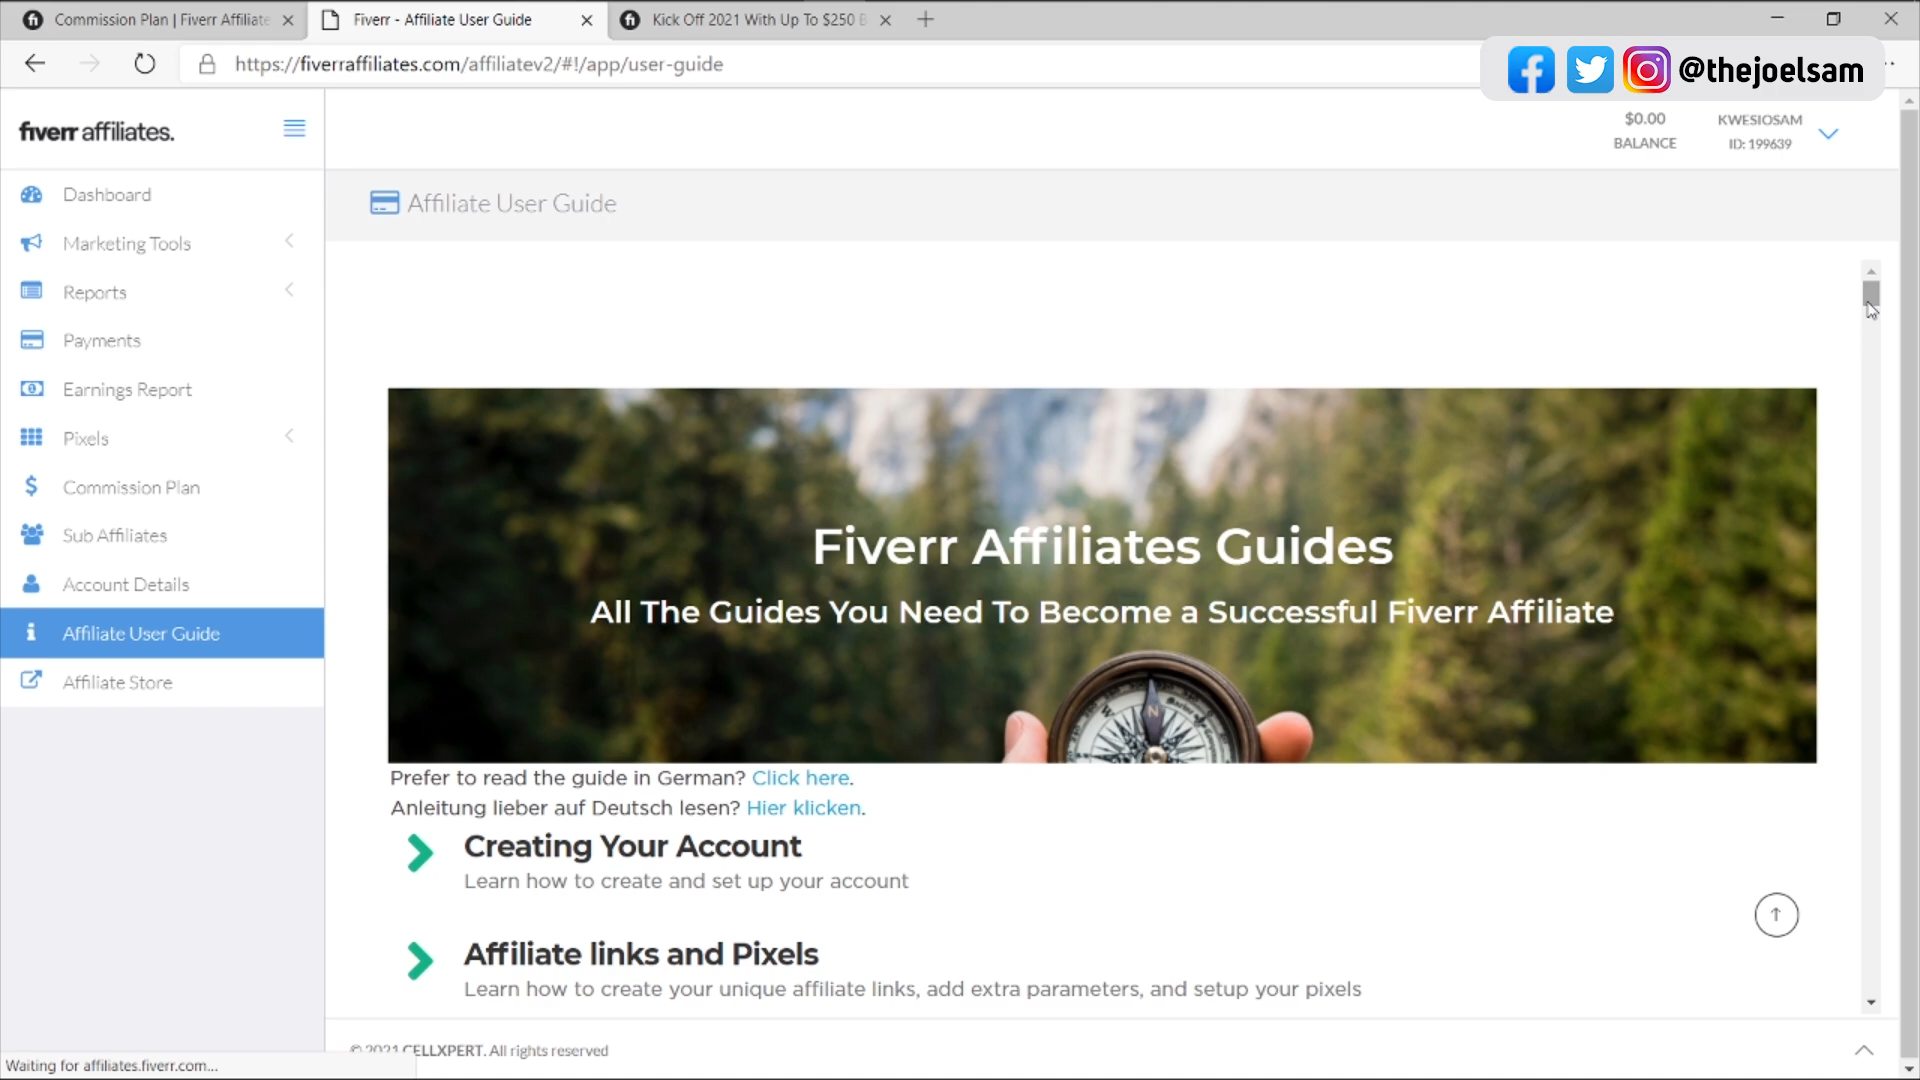 Commission Plan | Fiverr Affiliate
Fiverr - Affiliate User Guide
Kick Off 2021 With Up To $250 B
https://fiverraffiliates.com/affiliatev2/#!/app/user-guide
@thejoelsam
fiverr affiliates.
$0.00
BALANCE
KWESIOSAM
ID: 199639
Dashboard
Marketing Tools
Reports
Payments
Earnings Report
Pixels
Commission Plan
Sub Affiliates
Account Details
Affiliate User Guide
Affiliate Store
Affiliate User Guide
Fiverr Affiliates Guides
All The Guides You Need To Become a Successful Fiverr Affiliate
Prefer to read the guide in German? Click here.
Anleitung lieber auf Deutsch lesen? Hier klicken.
Creating Your Account
Learn how to create and set up your account
Affiliate links and Pixels
Learn how to create your unique affiliate links, add extra parameters, and setup your pixels
© 2021 CELLXPERT. All rights reserved
Waiting for affiliates.fiverr.com...